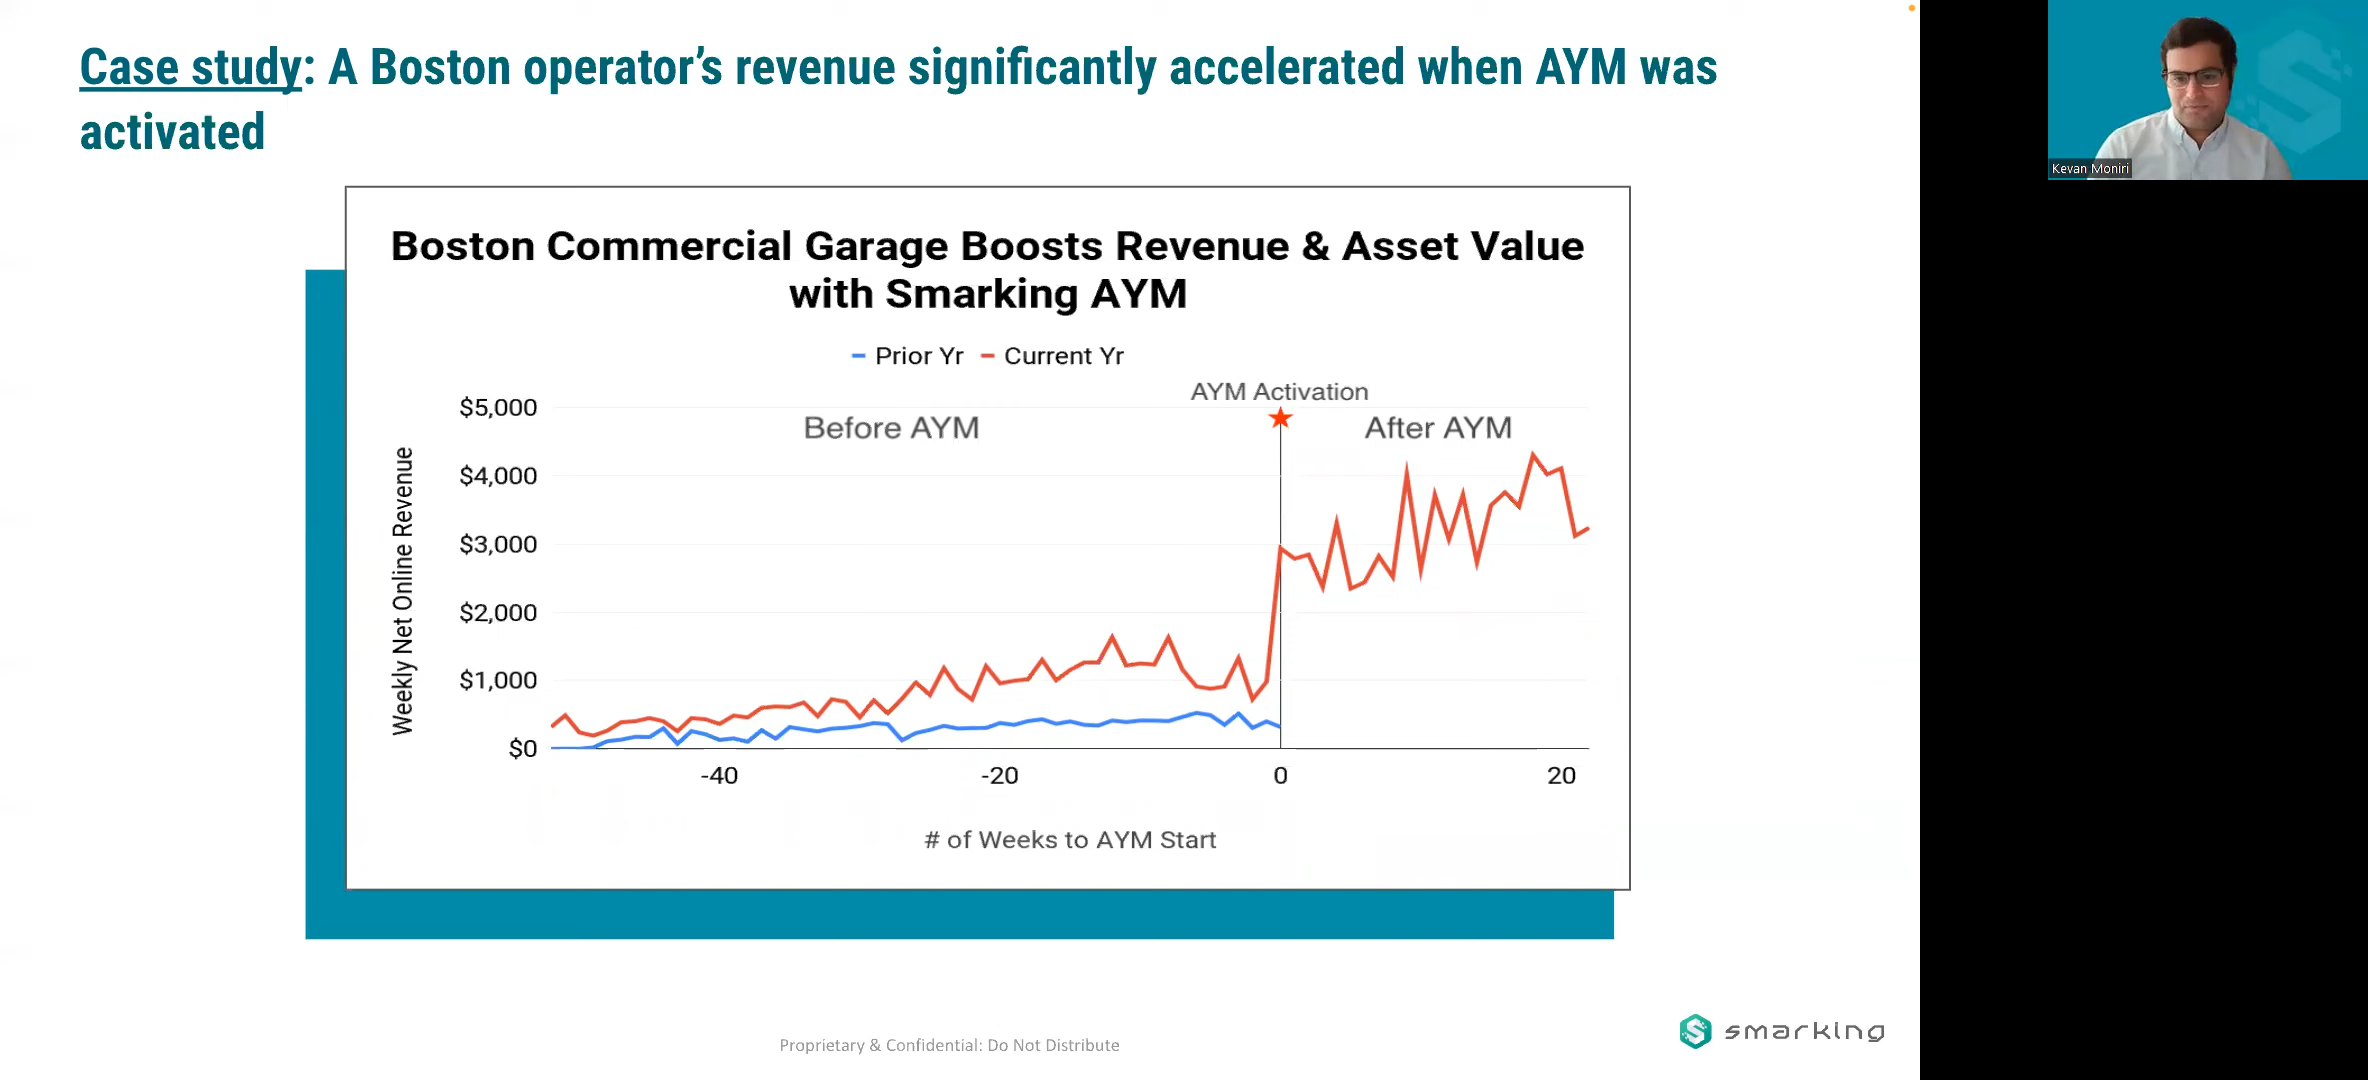 Case study: A Boston operator’s revenue significantly accelerated when AYM was
activated
Kevan Moniri
Boston Commercial Garage Boosts Revenue & Asset Value
with Smarking AYM
Prior Yr Current Yr
AYM Activation
Before AYM
After AYM
Weekly Net Online Revenue
$5,000
$4,000
$3,000
$2,000
$1,000
$0
-40 -20 0 20
# of Weeks to AYM Start
Proprietary & Confidential: Do Not Distribute
smarking